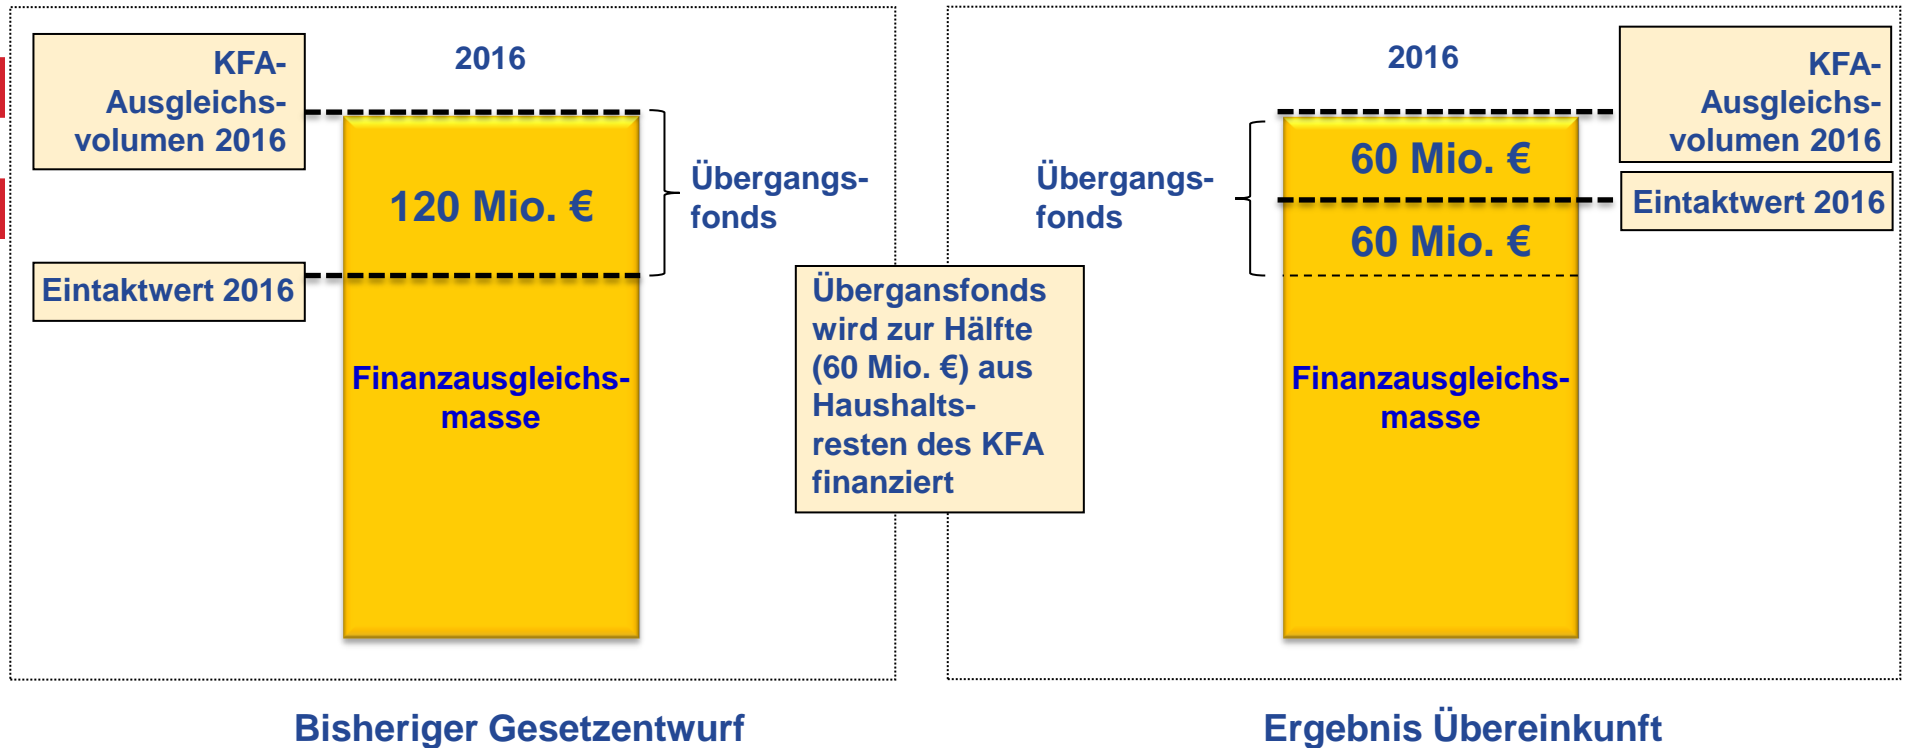 KFA-
Ausgleichs-
volumen 2016
2016
120 Mio. €
Übergangs-
fonds
Eintaktwert 2016
Finanzausgleichs-
masse
Übergansfonds
wird zur Hälfte
(60 Mio. €) aus
Haushalts-
resten des KFA
finanziert
2016
KFA-
Ausgleichs-
volumen 2016
60 Mio. €
Übergangs-
fonds
Eintaktwert 2016
60 Mio. €
Finanzausgleichs-
masse
Bisheriger Gesetzentwurf
Ergebnis Übereinkunft